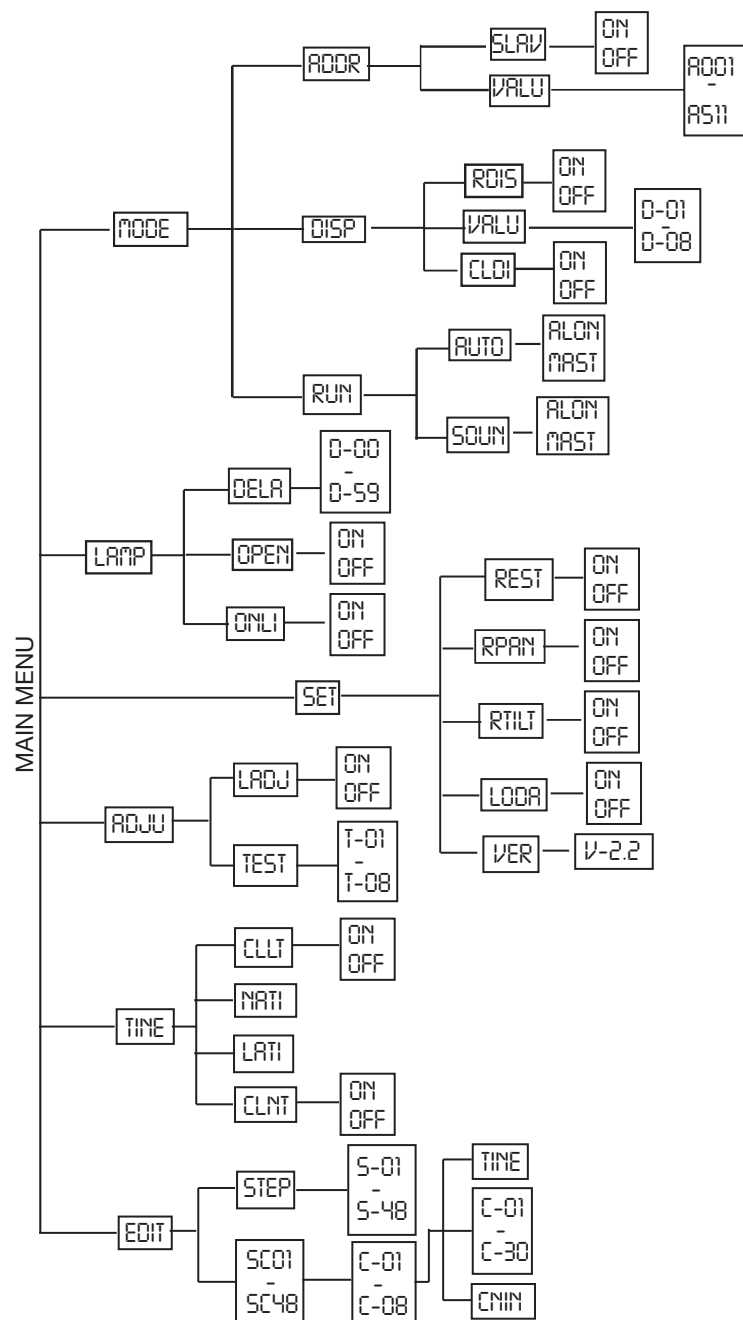 MAIN MENU
MODE
ADDR
SLAV
ON
OFF
VALU
A001
-
A511
DISP
RDIS
ON
OFF
VALU
D-01
-
D-08
CLDI
ON
OFF
RUN
AUTO
ALON
MAST
SOUN
ALON
MAST
LAMP
DELA
D-00
-
D-59
OPEN
ON
OFF
ONLI
ON
OFF
SET
REST
ON
OFF
RPAN
ON
OFF
RTILT
ON
OFF
LODA
ON
OFF
VER
V-2.2
ADJU
LADJ
ON
OFF
TEST
T-01
-
T-08
TINE
CLLT
ON
OFF
NATI
LATI
CLNT
ON
OFF
EDIT
STEP
S-01
-
S-48
SC01
-
SC48
C-01
-
C-08
TINE
C-01
-
C-30
CNIN